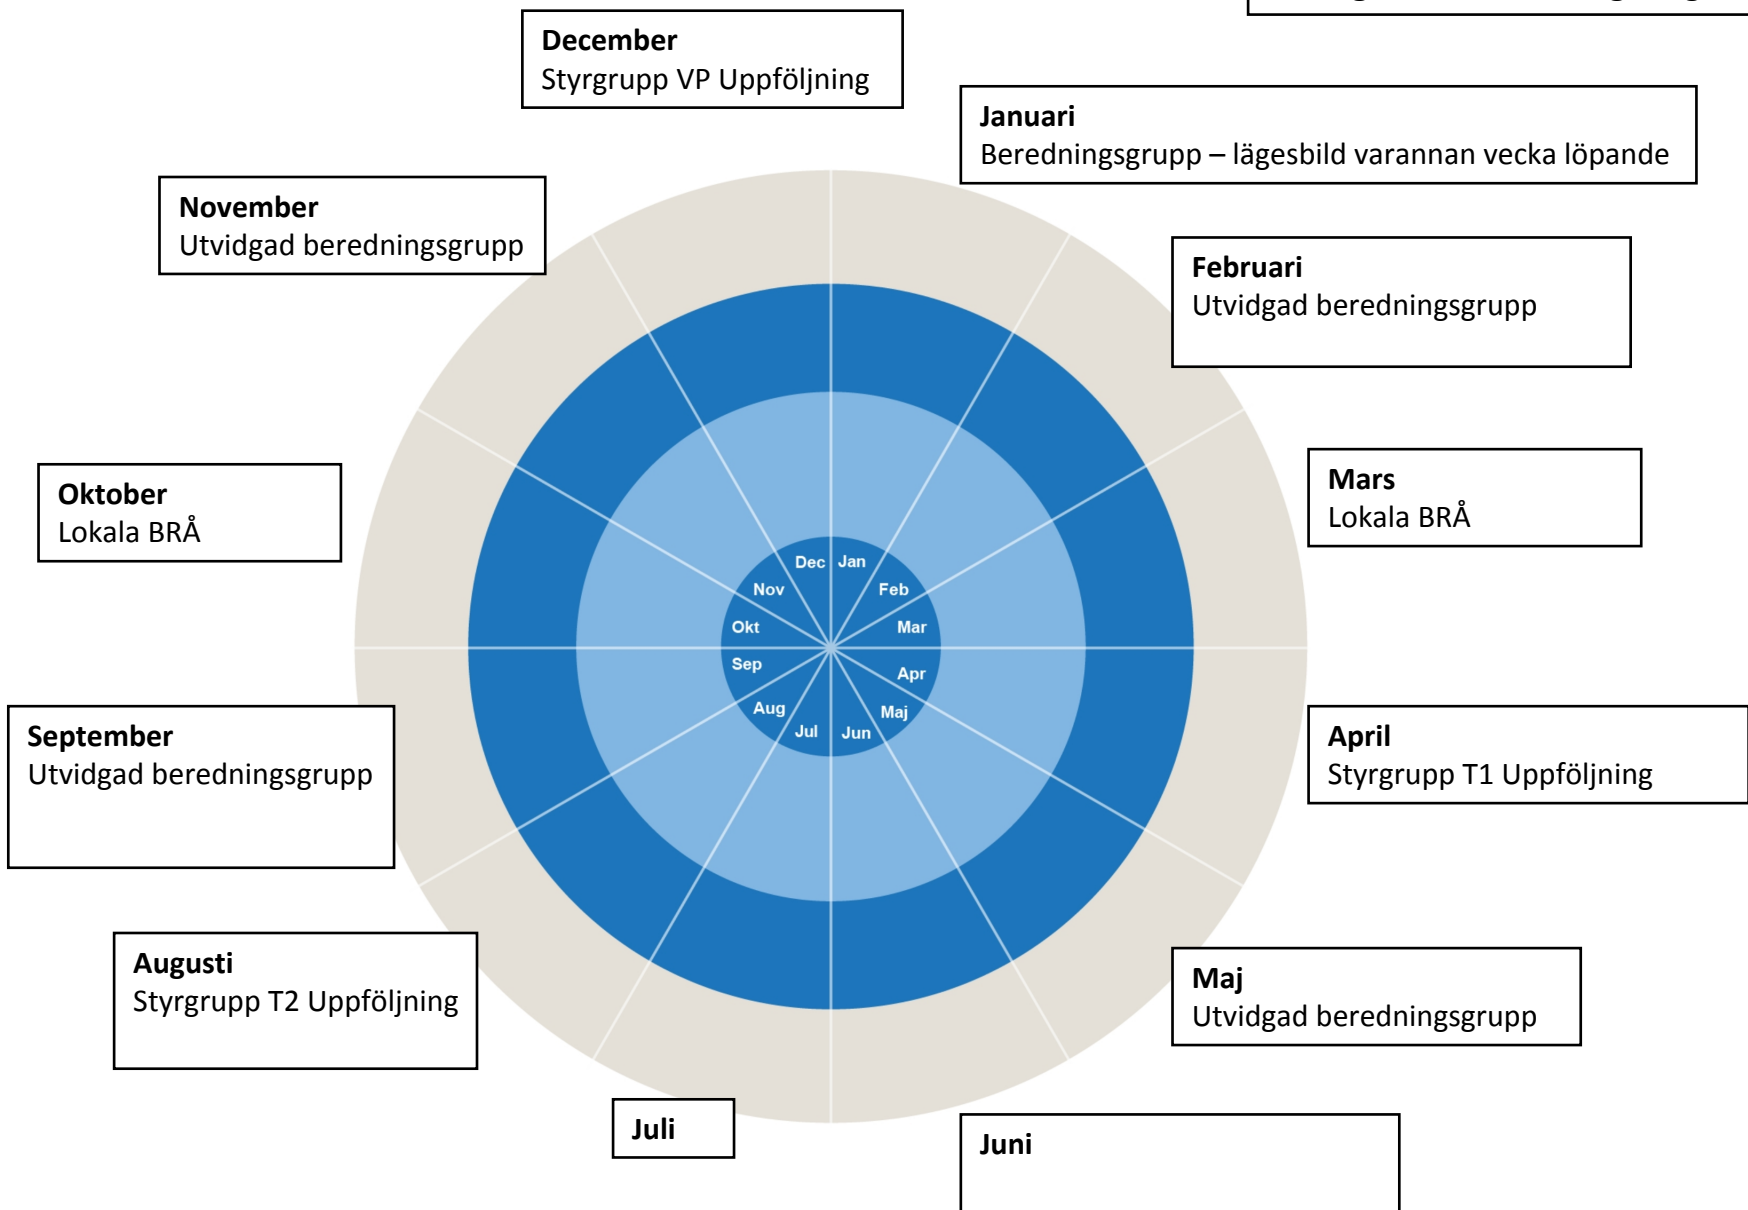 December
Styrgrupp VP Uppföljning
Januari
Beredningsgrupp – lägesbild varannan vecka löpande
November
Utvidgad beredningsgrupp
Februari
Utvidgad beredningsgrupp
Oktober
Lokala BRÅ
Mars
Lokala BRÅ
Dec
Jan
Nov
Feb
Okt
Mar
Sep
Apr
Aug
Maj
Jul
Jun
September
Utvidgad beredningsgrupp
April
Styrgrupp T1 Uppföljning
Augusti
Styrgrupp T2 Uppföljning
Maj
Utvidgad beredningsgrupp
Juli
Juni